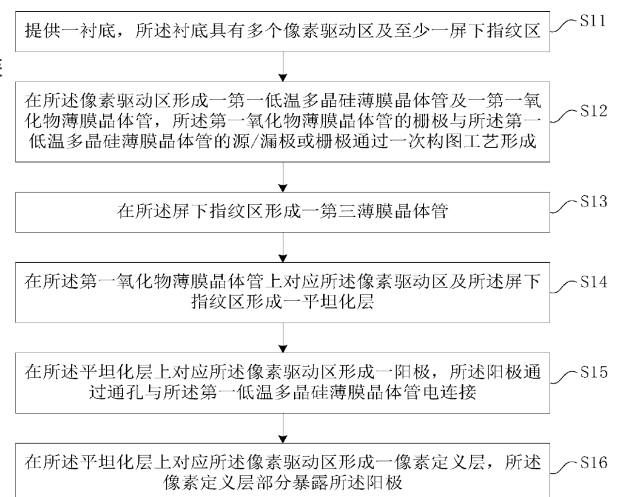 提供一衬底，所述衬底具有多个像素驱动区及至少一屏下指纹区
S11
在所述像素驱动区形成一第一低温多晶硅薄膜晶体管及一第一氧
化物薄膜晶体管，所述第一氧化物薄膜晶体管的栅极与所述第一
低温多晶硅薄膜晶体管的源/漏极或栅极通过一次构图工艺形成
S12
在所述屏下指纹区形成一第三薄膜晶体管
S13
在所述第一氧化物薄膜晶体管上对应所述像素驱动区及所述屏下
指纹区形成一平坦化层
S14
在所述平坦化层上对应所述像素驱动区形成一阳极，所述阳极通
过通孔与所述第一低温多晶硅薄膜晶体管电连接
S15
在所述平坦化层上对应所述像素驱动区形成一像素定义层，所述
像素定义层部分暴露所述阳极
S16